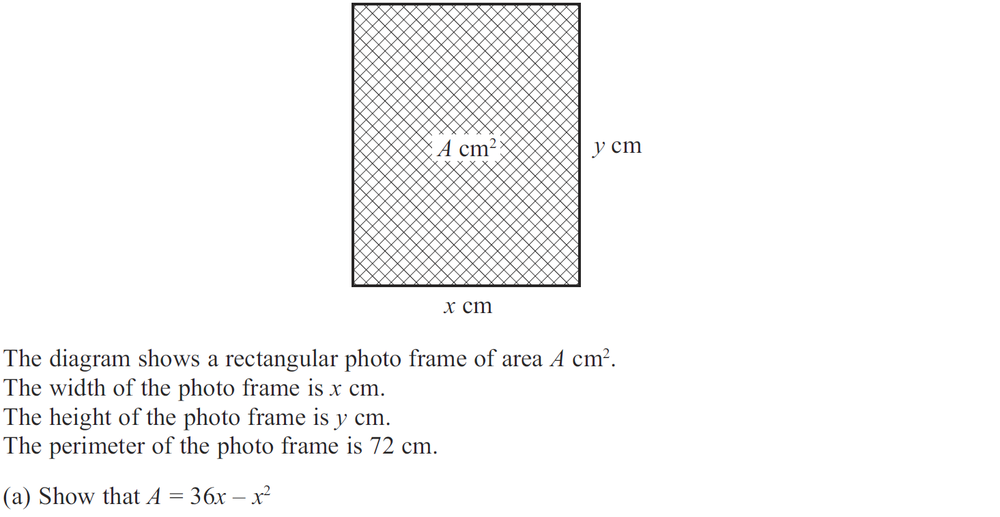 A cm²
y cm
x cm
The diagram shows a rectangular photo frame of area A cm².
The width of the photo frame is x cm.
The height of the photo frame is y cm.
The perimeter of the photo frame is 72 cm.
(a) Show that A = 36x – x²